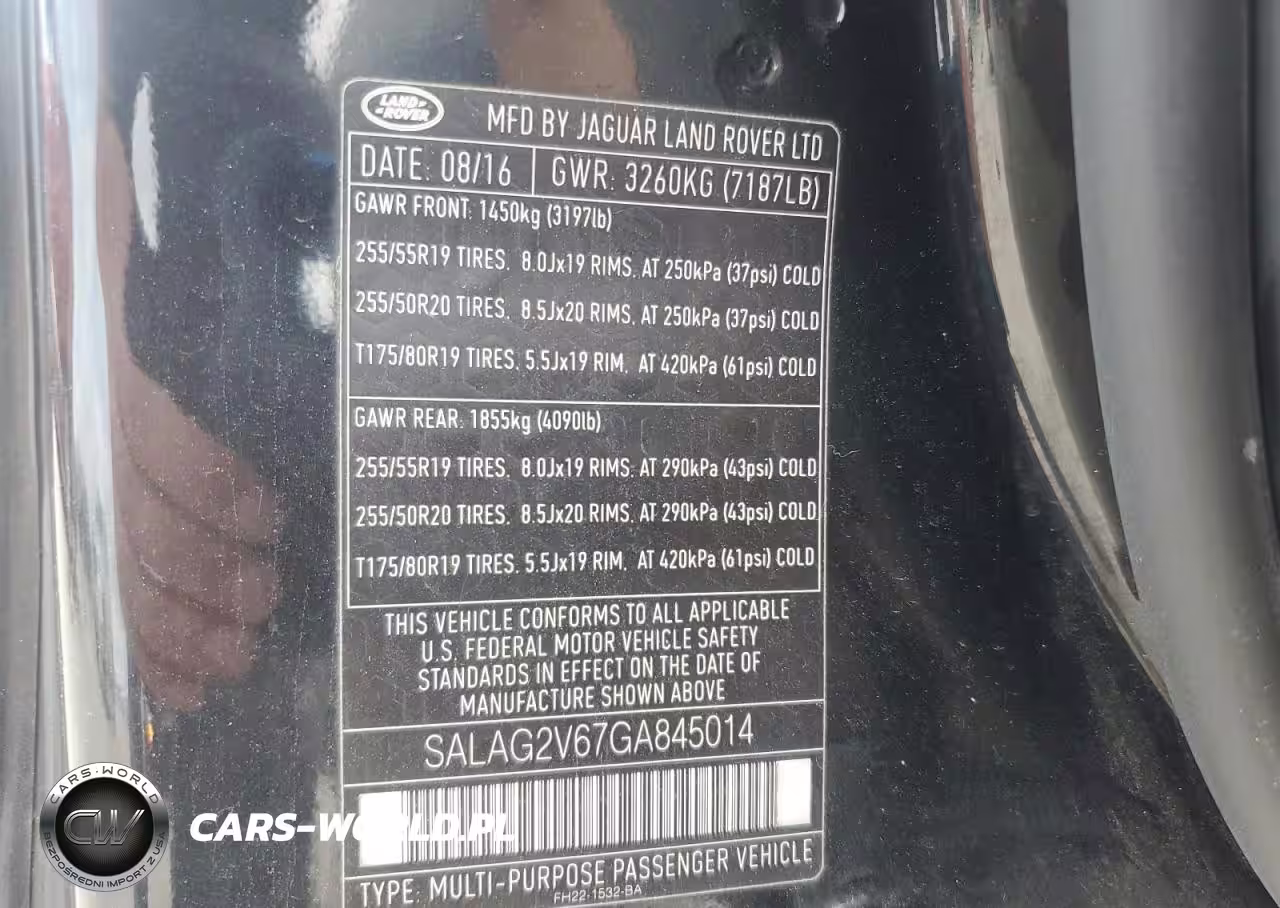 LAND ROVER
MFD BY JAGUAR LAND ROVER LTD
DATE: 08/16 GWR: 3260KG (7187LB)
GAWR FRONT: 1450kg (3197lb)
255/55R19 TIRES, 8.0Jx19 RIMS, AT 250kPa (37psi) COLD
255/50R20 TIRES, 8.5Jx20 RIMS, AT 250kPa (37psi) COLD
T175/80R19 TIRES, 5.5Jx19 RIM, AT 420kPa (61psi) COLD
GAWR REAR: 1855kg (4090lb)
255/55R19 TIRES, 8.0Jx19 RIMS, AT 290kPa (43psi) COLD
255/50R20 TIRES, 8.5Jx20 RIMS, AT 290kPa (43psi) COLD
T175/80R19 TIRES, 5.5Jx19 RIM, AT 420kPa (61psi) COLD
THIS VEHICLE CONFORMS TO ALL APPLICABLE
U.S. FEDERAL MOTOR VEHICLE SAFETY
STANDARDS IN EFFECT ON THE DATE OF
MANUFACTURE SHOWN ABOVE
SALAG2V67GA845014
TYPE: MULTI-PURPOSE PASSENGER VEHICLE
FH22-1532-BA
CARS-WORLD
CW
BEZPOŚREDNI IMPORT Z USA
CARS-WORLD.PL